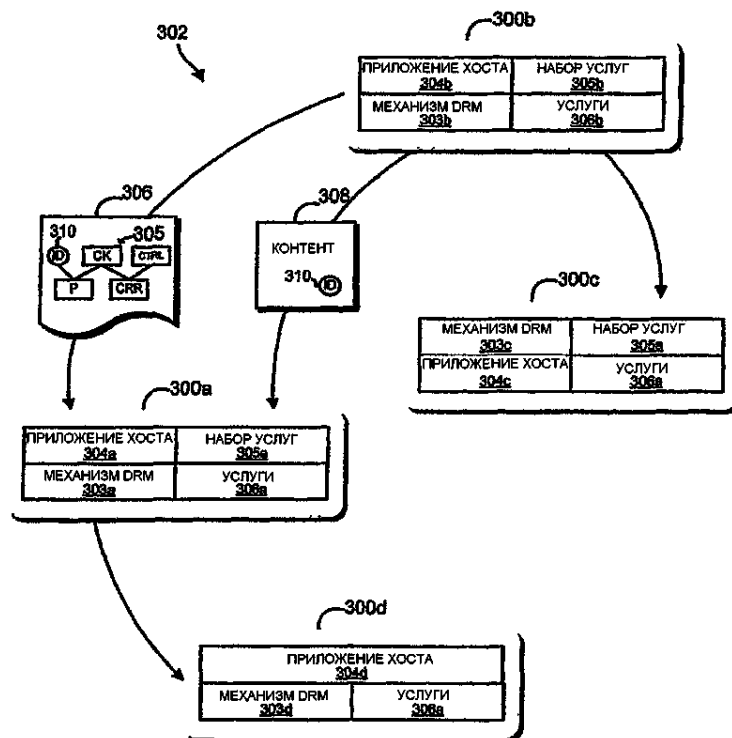 302
300b
ПРИЛОЖЕНИЕ ХОСТА
304b
НАБОР УСЛУГ
305b
МЕХАНИЗМ DRM
303b
УСЛУГИ
306b
306
310
305
ID
CK
CTRL
P
CRR
308
КОНТЕНТ
310
ID
300c
МЕХАНИЗМ DRM
303c
НАБОР УСЛУГ
305a
ПРИЛОЖЕНИЕ ХОСТА
304c
УСЛУГИ
306a
300a
ПРИЛОЖЕНИЕ ХОСТА
304a
НАБОР УСЛУГ
305e
МЕХАНИЗМ DRM
303a
УСЛУГИ
306a
300d
ПРИЛОЖЕНИЕ ХОСТА
304d
МЕХАНИЗМ DRM
303d
УСЛУГИ
306a